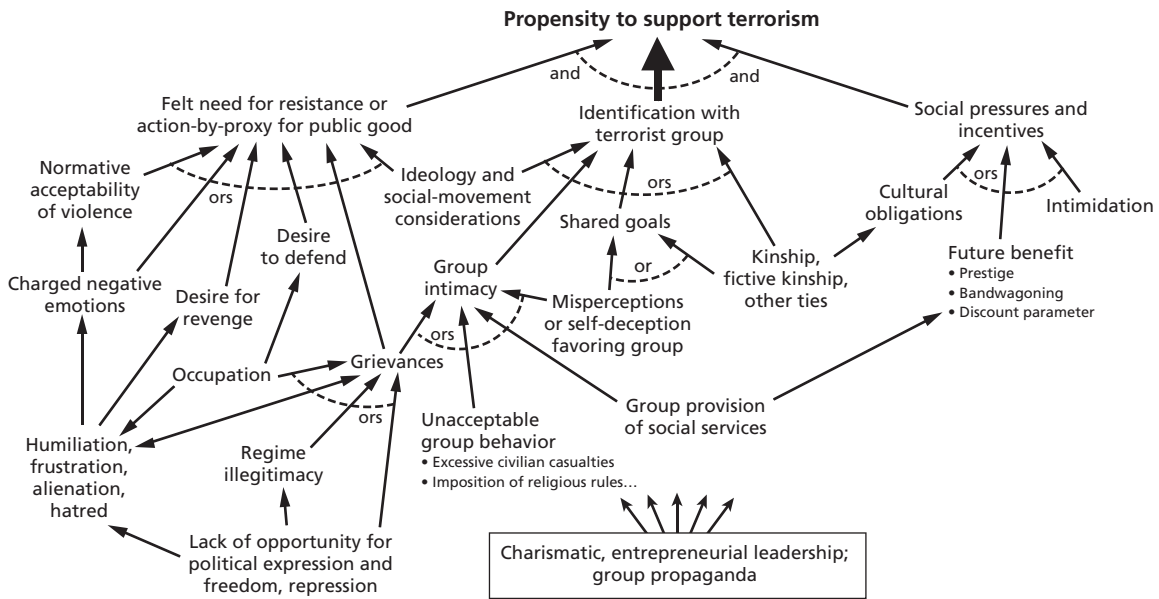 Propensity to support terrorism
and
and
Felt need for resistance or
action-by-proxy for public good
Identification with
terrorist group
Social pressures and
incentives
Normative
acceptability
of violence
ors
Ideology and
social-movement
considerations
ors
Cultural
obligations
ors
Intimidation
Shared goals
Desire
to defend
Kinship,
fictive kinship,
other ties
Future benefit
• Prestige
• Bandwagoning
• Discount parameter
Charged negative
emotions
Desire for
revenge
Group
intimacy
or
Misperceptions
or self-deception
favoring group
ors
Occupation
Grievances
ors
Unacceptable
group behavior
• Excessive civilian casualties
• Imposition of religious rules…
Group provision
of social services
Humiliation,
frustration,
alienation,
hatred
Regime
illegitimacy
Lack of opportunity for
political expression and
freedom, repression
Charismatic, entrepreneurial leadership;
group propaganda